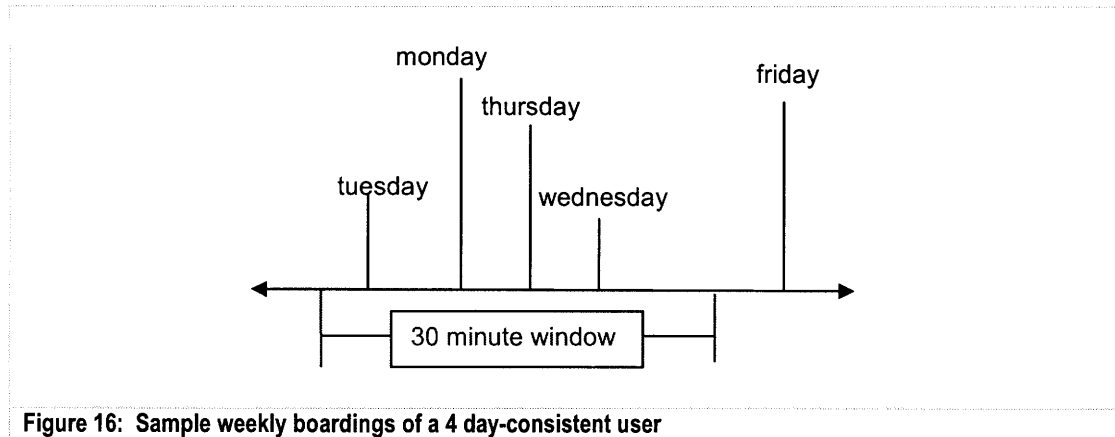 monday
friday
thursday
tuesday
wednesday
30 minute window
Figure 16: Sample weekly boardings of a 4 day-consistent user